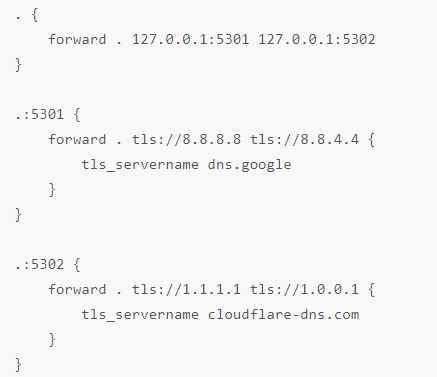 . {
    forward . 127.0.0.1:5301 127.0.0.1:5302
}

.:5301 {
    forward . tls://8.8.8.8 tls://8.8.4.4 {
        tls_servername dns.google
    }
}

.:5302 {
    forward . tls://1.1.1.1 tls://1.0.0.1 {
        tls_servername cloudflare-dns.com
    }
}